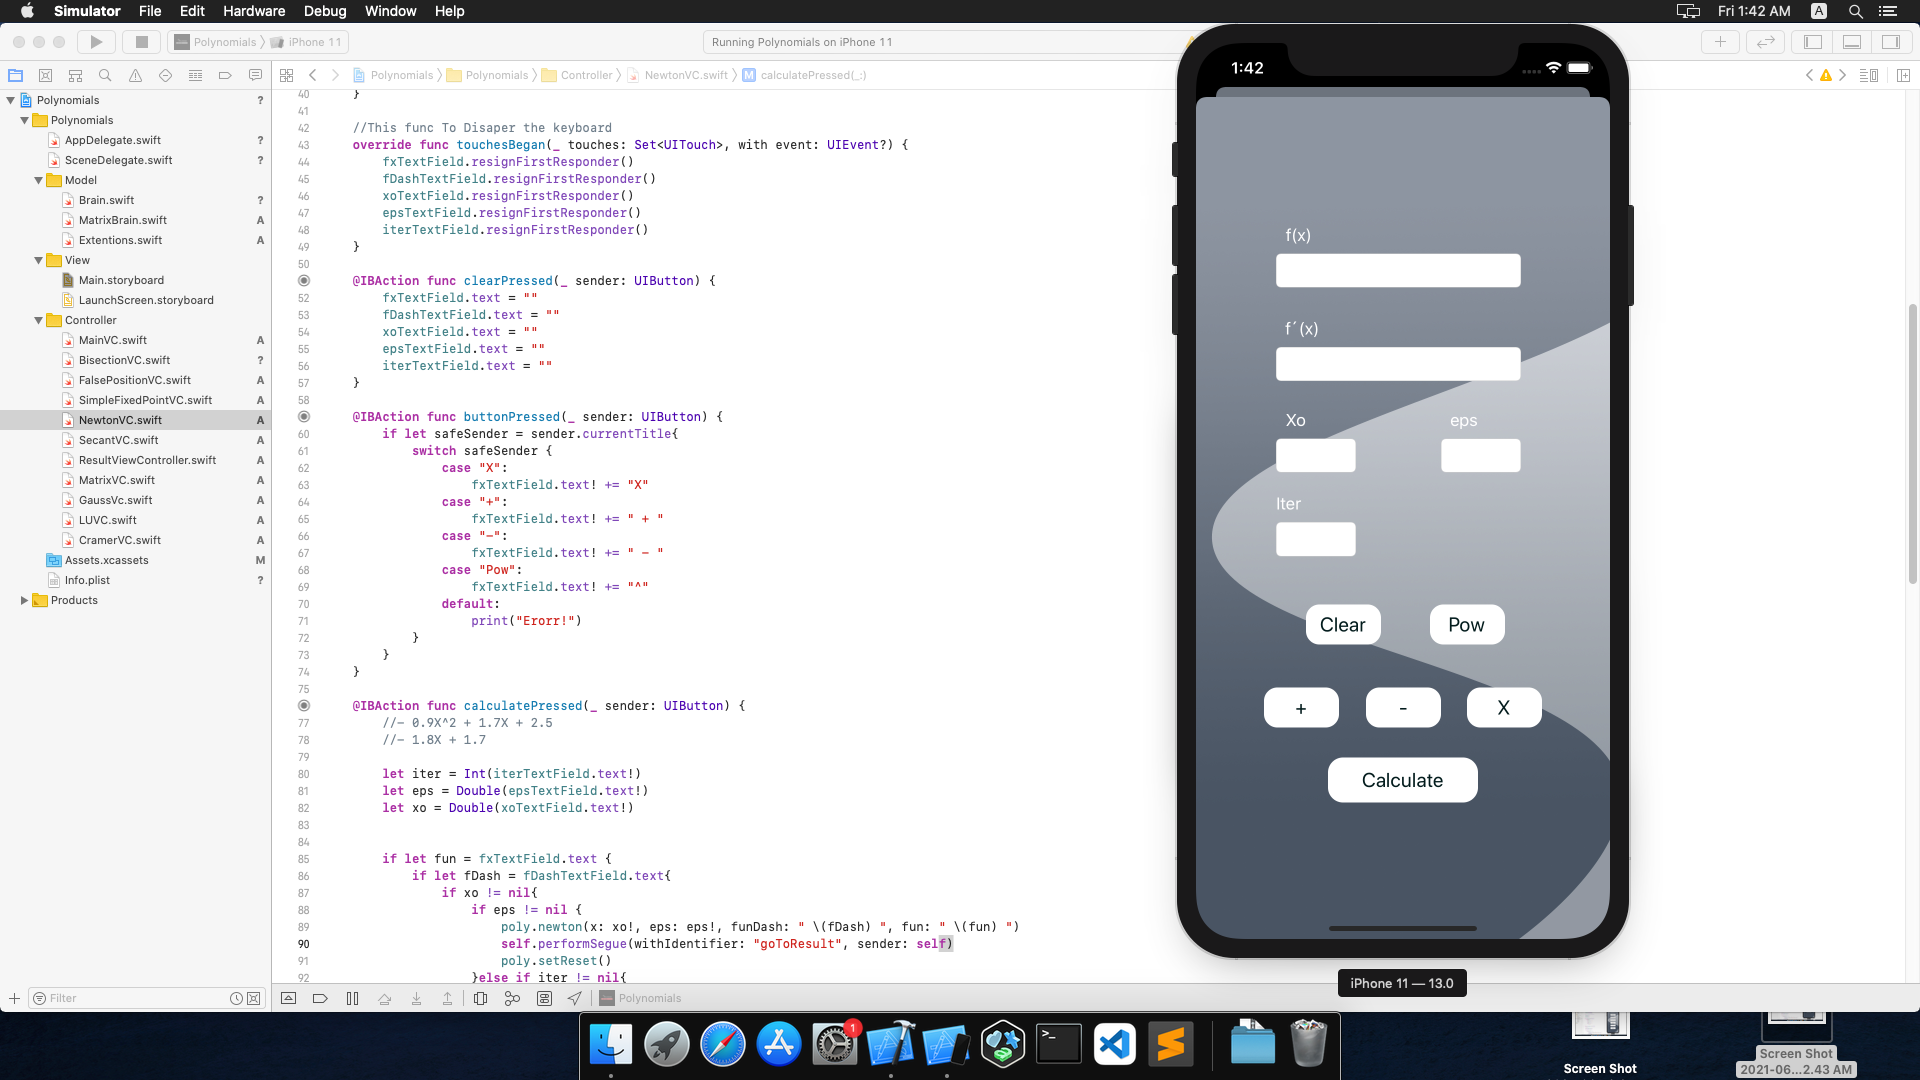 Simulator File Edit Hardware Debug Window Help
Fri 1:42 AM A
Polynomials iPhone 11
Running Polynomials on iPhone 11
Polynomials Polynomials Controller NewtonVC.swift M calculatePressed(_:)
Polynomials ?
Polynomials
AppDelegate.swift ?
SceneDelegate.swift ?
Model
Brain.swift ?
MatrixBrain.swift A
Extentions.swift A
View
Main.storyboard
LaunchScreen.storyboard
Controller
MainVC.swift A
BisectionVC.swift ?
FalsePositionVC.swift A
SimpleFixedPointVC.swift A
NewtonVC.swift A
SecantVC.swift A
ResultViewController.swift A
MatrixVC.swift A
GaussVc.swift A
LUVC.swift A
CramerVC.swift A
Assets.xcassets M
Info.plist ?
Products
Filter
40 }
41
42 //This func To Disaper the keyboard
43 override func touchesBegan(_ touches: Set<UITouch>, with event: UIEvent?) {
44 fxTextField.resignFirstResponder()
45 fDashTextField.resignFirstResponder()
46 xoTextField.resignFirstResponder()
47 epsTextField.resignFirstResponder()
48 iterTextField.resignFirstResponder()
49 }
50
@IBAction func clearPressed(_ sender: UIButton) {
52 fxTextField.text = ""
53 fDashTextField.text = ""
54 xoTextField.text = ""
55 epsTextField.text = ""
56 iterTextField.text = ""
57 }
58
@IBAction func buttonPressed(_ sender: UIButton) {
60 if let safeSender = sender.currentTitle{
61 switch safeSender {
62 case "X":
63 fxTextField.text! += "X"
64 case "+":
65 fxTextField.text! += " + "
66 case "-":
67 fxTextField.text! += " - "
68 case "Pow":
69 fxTextField.text! += "^"
70 default:
71 print("Erorr!")
72 }
73 }
74 }
75
@IBAction func calculatePressed(_ sender: UIButton) {
77 //- 0.9X^2 + 1.7X + 2.5
78 //- 1.8X + 1.7
79
80 let iter = Int(iterTextField.text!)
81 let eps = Double(epsTextField.text!)
82 let xo = Double(xoTextField.text!)
83
84
85 if let fun = fxTextField.text {
86 if let fDash = fDashTextField.text{
87 if xo != nil{
88 if eps != nil {
89 poly.newton(x: xo!, eps: eps!, funDash: " \(fDash) ", fun: " \(fun) ")
90 self.performSegue(withIdentifier: "goToResult", sender: self)
91 poly.setReset()
92 }else if iter != nil{
Polynomials
1:42
f(x)
f´(x)
Xo eps
Iter
Clear Pow
+ - X
Calculate
iPhone 11 — 13.0
1
Screen Shot
Screen Shot
2021-06...2.43 AM